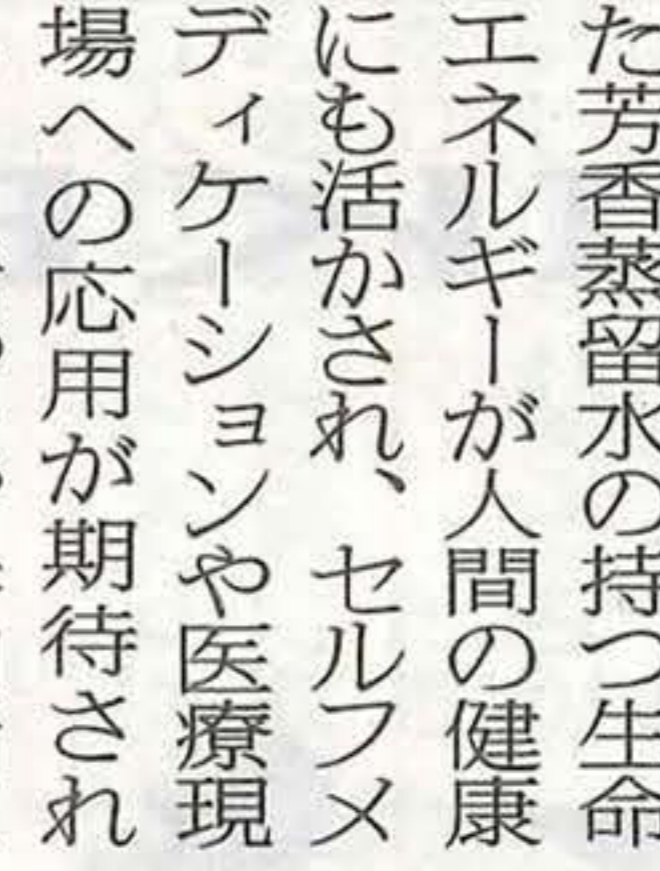 た芳香蒸留水の持つ生命
エネルギーが人間の健康
にも活かされ、セルフメ
ディケーションや医療現
場への応用が期待され